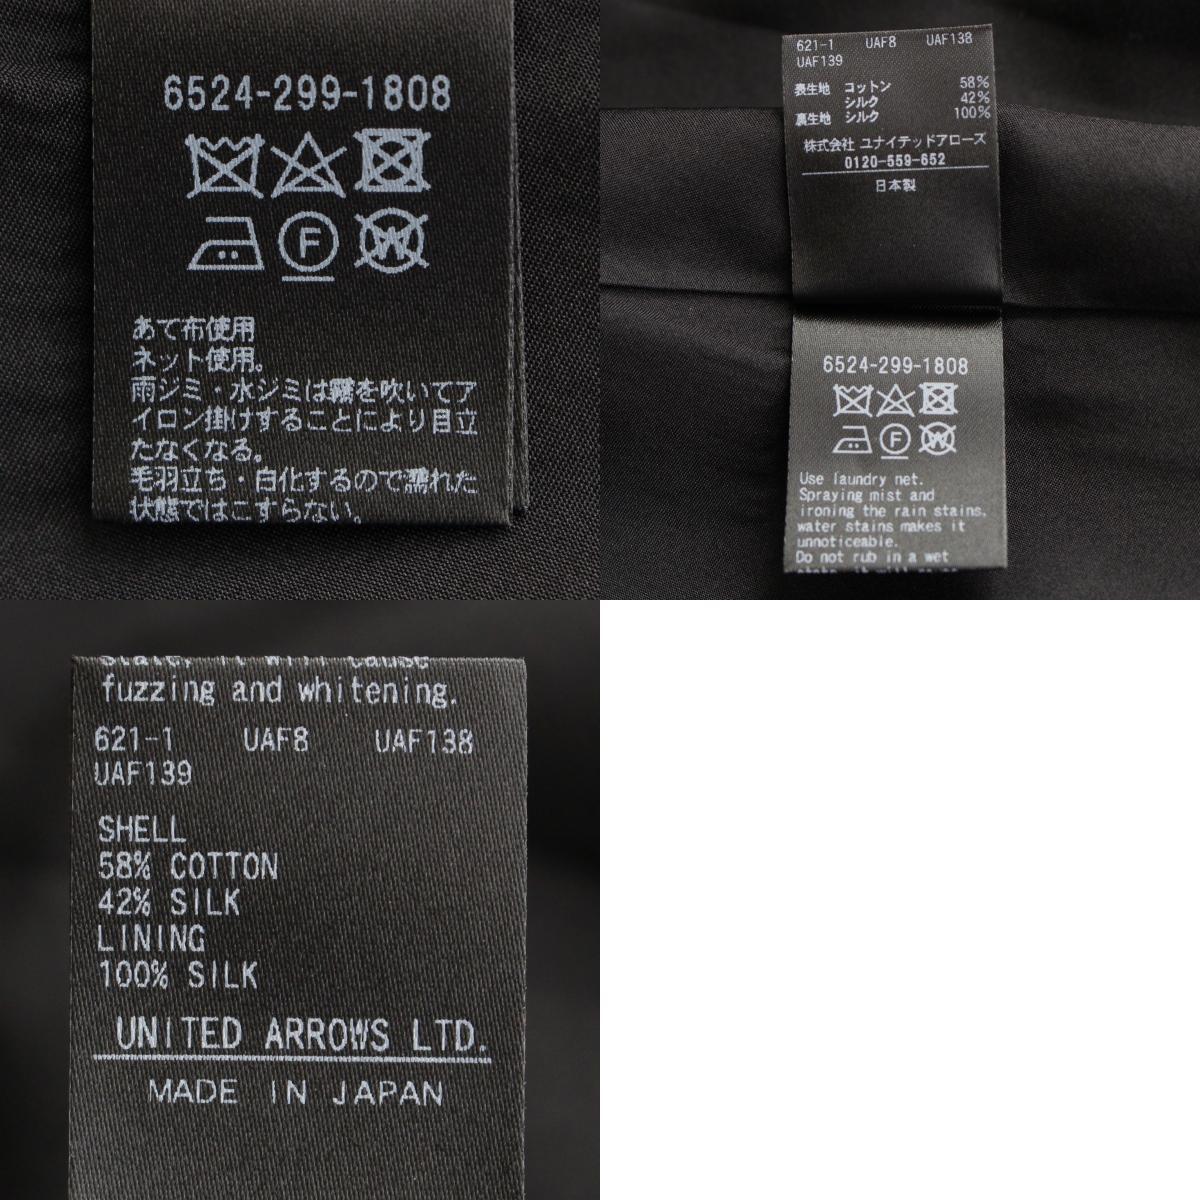 6524-299-1808
F
W
あて布使用
ネット使用。
雨ジミ・水ジミは霧を吹いてア
イロン掛けすることにより目立
たなくなる。
毛羽立ち・白化するので濡れた
状態ではこすらない。
621-1 UAF8 UAF138
UAF139
表生地 コットン 58%
シルク 42%
裏生地 シルク 100%
株式会社 ユナイテッドアローズ
0120-559-652
日本製
6524-299-1808
F
W
Use laundry net.
Spraying mist and
ironing the rain stains,
water stains makes it
unnoticeable.
Do not rub in a wet
state, it will cause
fuzzing and whitening.
621-1 UAF8 UAF138
UAF139
SHELL
58% COTTON
42% SILK
LINING
100% SILK
UNITED ARROWS LTD.
MADE IN JAPAN